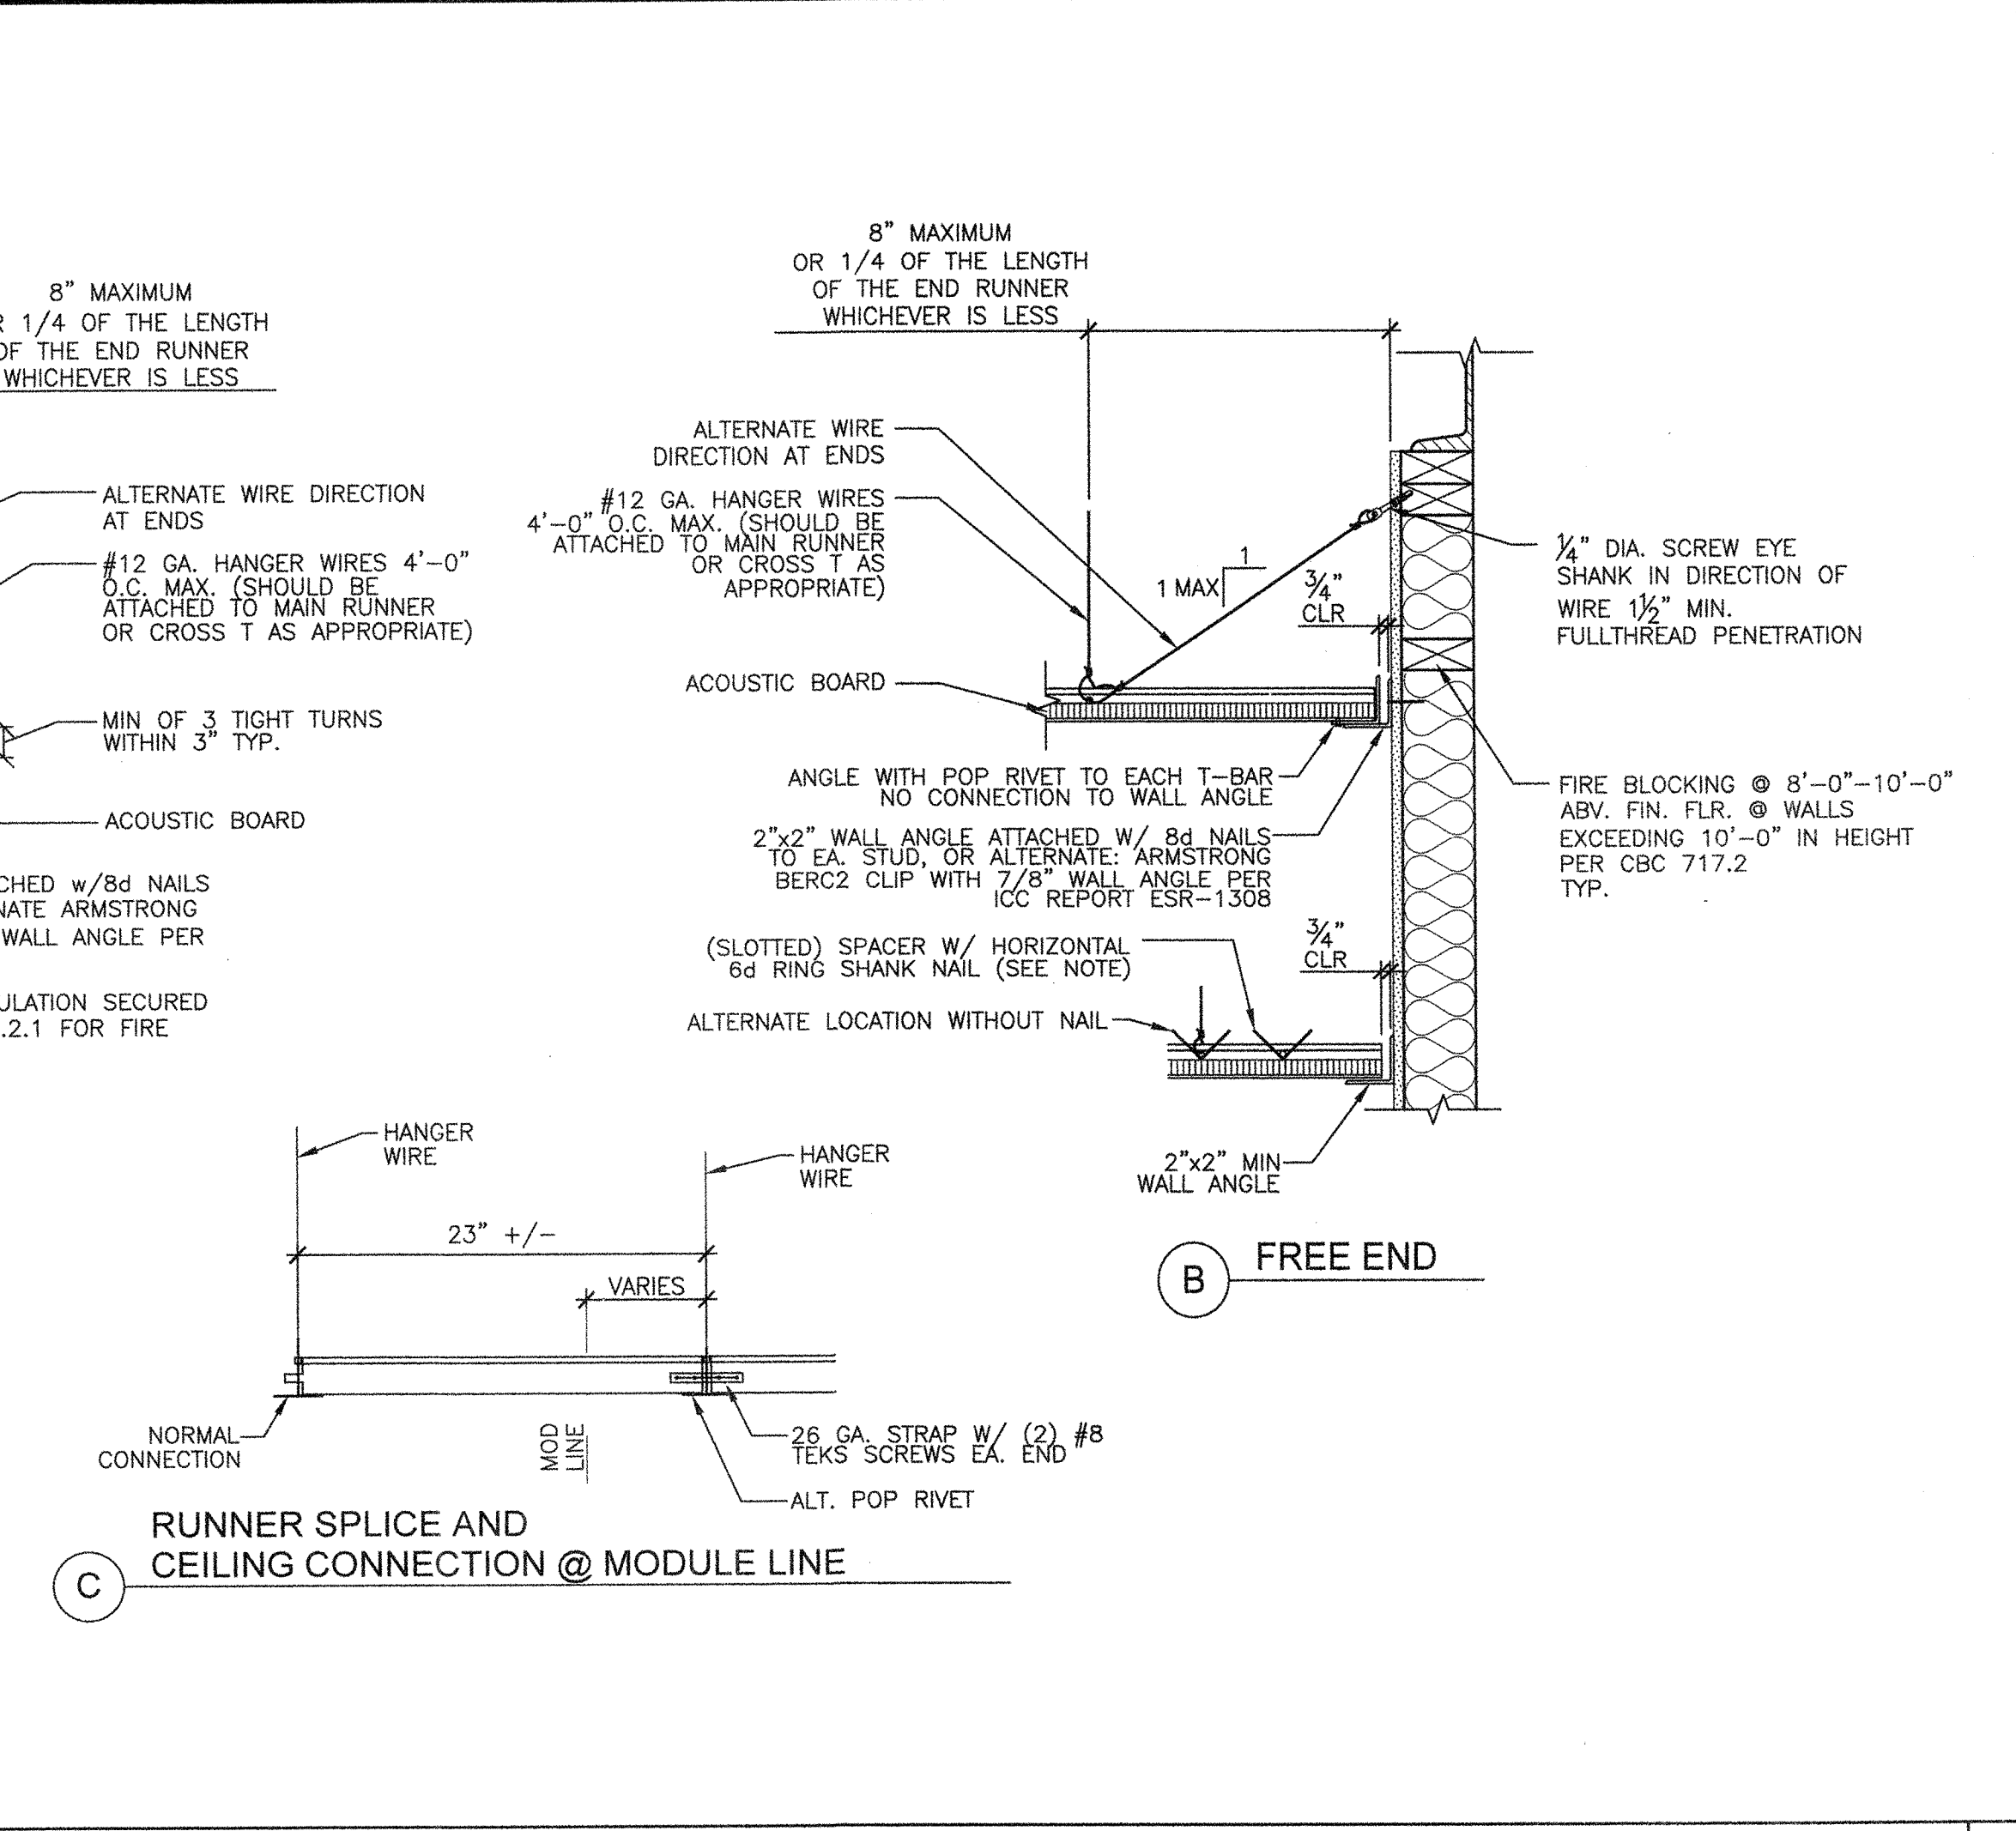 8" MAXIMUM
1/4 OF THE LENGTH
OF THE END RUNNER
WHICHEVER IS LESS
ALTERNATE WIRE DIRECTION
AT ENDS
#12 GA. HANGER WIRES 4'-0"
O.C. MAX. (SHOULD BE
ATTACHED TO MAIN RUNNER
OR CROSS T AS APPROPRIATE)
MIN OF 3 TIGHT TURNS
WITHIN 3" TYP.
ACOUSTIC BOARD
CHED w/8d NAILS
NATE ARMSTRONG
WALL ANGLE PER
ULATION SECURED
.2.1 FOR FIRE
8" MAXIMUM
OR 1/4 OF THE LENGTH
OF THE END RUNNER
WHICHEVER IS LESS
ALTERNATE WIRE
DIRECTION AT ENDS
#12 GA. HANGER WIRES
4'-0" O.C. MAX. (SHOULD BE
ATTACHED TO MAIN RUNNER
OR CROSS T AS
APPROPRIATE)
1
1 MAX
3/4"
CLR
ACOUSTIC BOARD
1/4" DIA. SCREW EYE
SHANK IN DIRECTION OF
WIRE 1 1/2" MIN.
FULLTHREAD PENETRATION
ANGLE WITH POP RIVET TO EACH T-BAR
NO CONNECTION TO WALL ANGLE
2"x2" WALL ANGLE ATTACHED W/ 8d NAILS
TO EA. STUD, OR ALTERNATE: ARMSTRONG
BERC2 CLIP WITH 7/8" WALL ANGLE PER
ICC REPORT ESR-1308
FIRE BLOCKING @ 8'-0"-10'-0"
ABV. FIN. FLR. @ WALLS
EXCEEDING 10'-0" IN HEIGHT
PER CBC 717.2
TYP.
(SLOTTED) SPACER W/ HORIZONTAL
6d RING SHANK NAIL (SEE NOTE)
3/4"
CLR
ALTERNATE LOCATION WITHOUT NAIL
2"x2" MIN
WALL ANGLE
B FREE END
HANGER
WIRE
HANGER
WIRE
23" +/-
VARIES
NORMAL
CONNECTION
MOD
LINE
26 GA. STRAP W/ (2) #8
TEKS SCREWS EA. END
ALT. POP RIVET
RUNNER SPLICE AND
C CEILING CONNECTION @ MODULE LINE